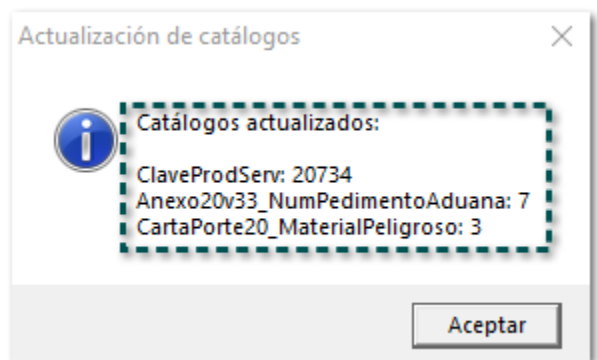 Actualización de catálogos
Catálogos actualizados:
ClaveProdServ: 20734
Anexo20v33_NumPedimentoAduana: 7
CartaPorte20_MaterialPeligroso: 3
Aceptar